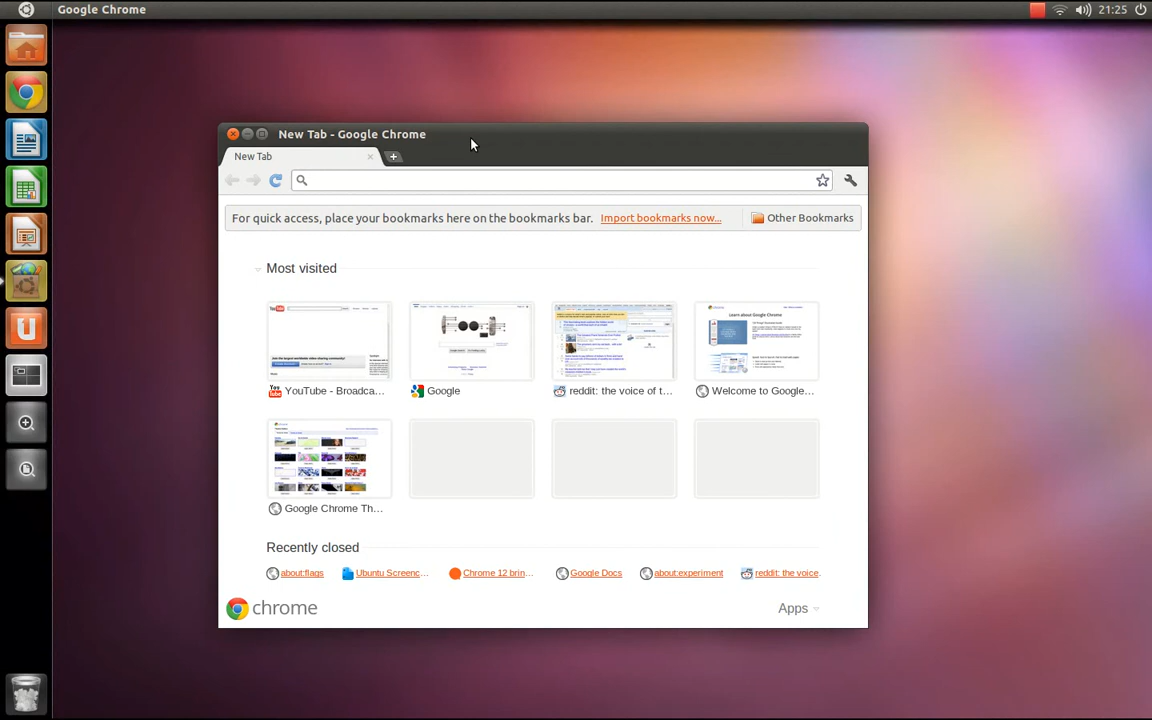 Google Chrome
21:25
New Tab - Google Chrome
New Tab
For quick access, place your bookmarks here on the bookmarks bar. Import bookmarks now... Other Bookmarks
Most visited
YouTube - Broadca... Google reddit: the voice of t... Welcome to Google...
Google Chrome Th...
Recently closed
about:flags Ubuntu Screenc... Chrome 12 brin... Google Docs about:experiment reddit: the voice
chrome Apps